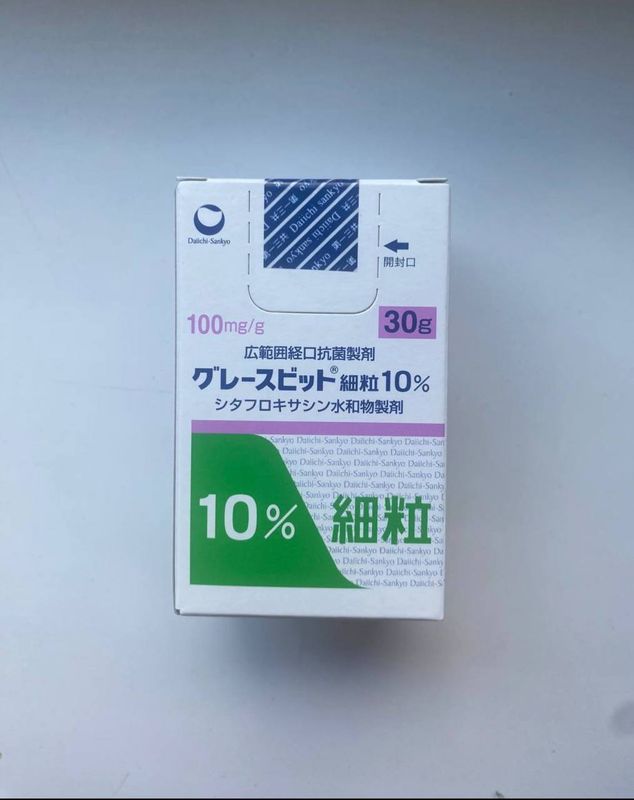 Daiichi-Sankyo
Daiichi sankyo
開封口
100mg/g
30g
広範囲経口抗菌製剤
グレースビット® 細粒10%
シタフロキサシン水和物製剤
10% 細粒